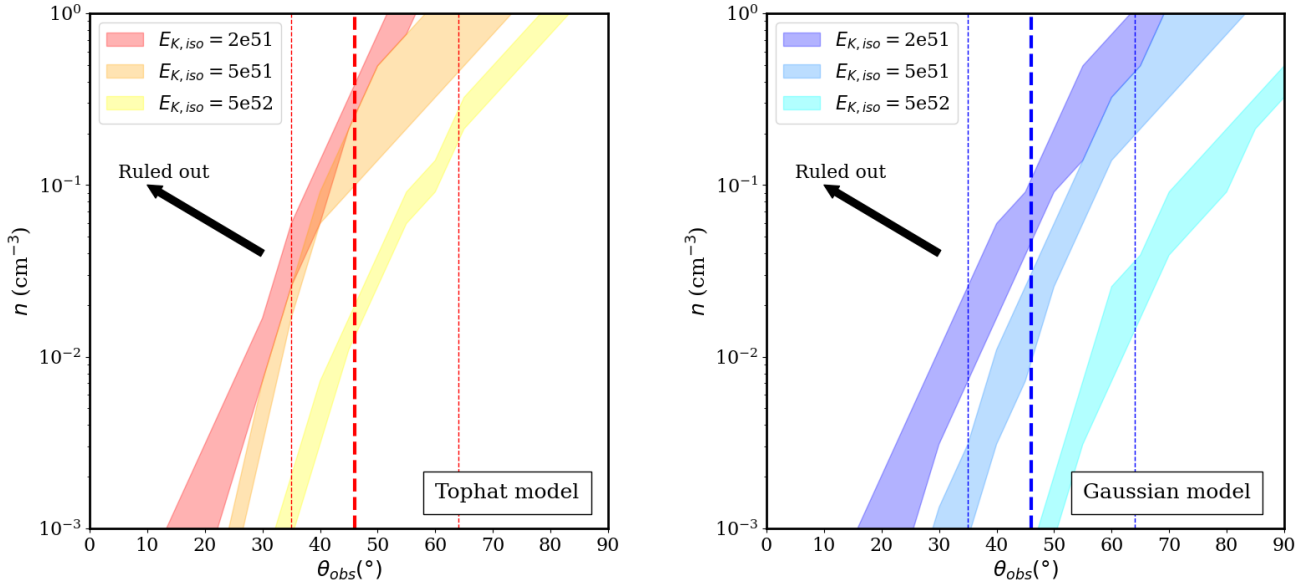 E_{K,iso} = 2e51
E_{K,iso} = 5e51
E_{K,iso} = 5e52
Ruled out
Tophat model
10^0
10^{-1}
10^{-2}
10^{-3}
n (cm^{-3})
0 10 20 30 40 50 60 70 80 90
θ_{obs}(°)
E_{K,iso} = 2e51
E_{K,iso} = 5e51
E_{K,iso} = 5e52
Ruled out
Gaussian model
10^0
10^{-1}
10^{-2}
10^{-3}
n (cm^{-3})
0 10 20 30 40 50 60 70 80 90
θ_{obs}(°)